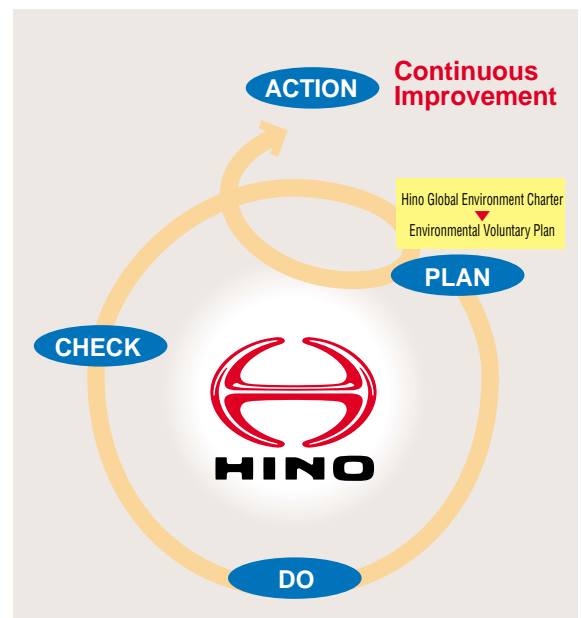 ACTION
Continuous
Improvement
Hino Global Environment Charter
Environmental Voluntary Plan
PLAN
CHECK
HINO
DO